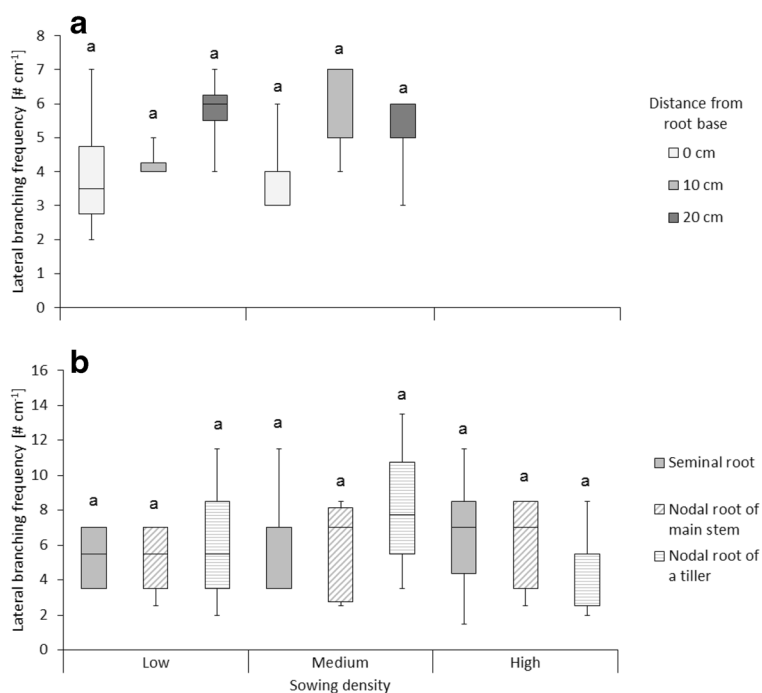 a
Lateral branching frequency [# cm⁻¹]
8
7
6
5
4
3
2
1
0
a
a
a
a
a
a
Distance from
root base
0 cm
10 cm
20 cm
b
Lateral branching frequency [# cm⁻¹]
16
14
12
10
8
6
4
2
0
a
a
a
a
a
a
a
a
a
Seminal root
Nodal root of
main stem
Nodal root of
a tiller
Low
Medium
High
Sowing density